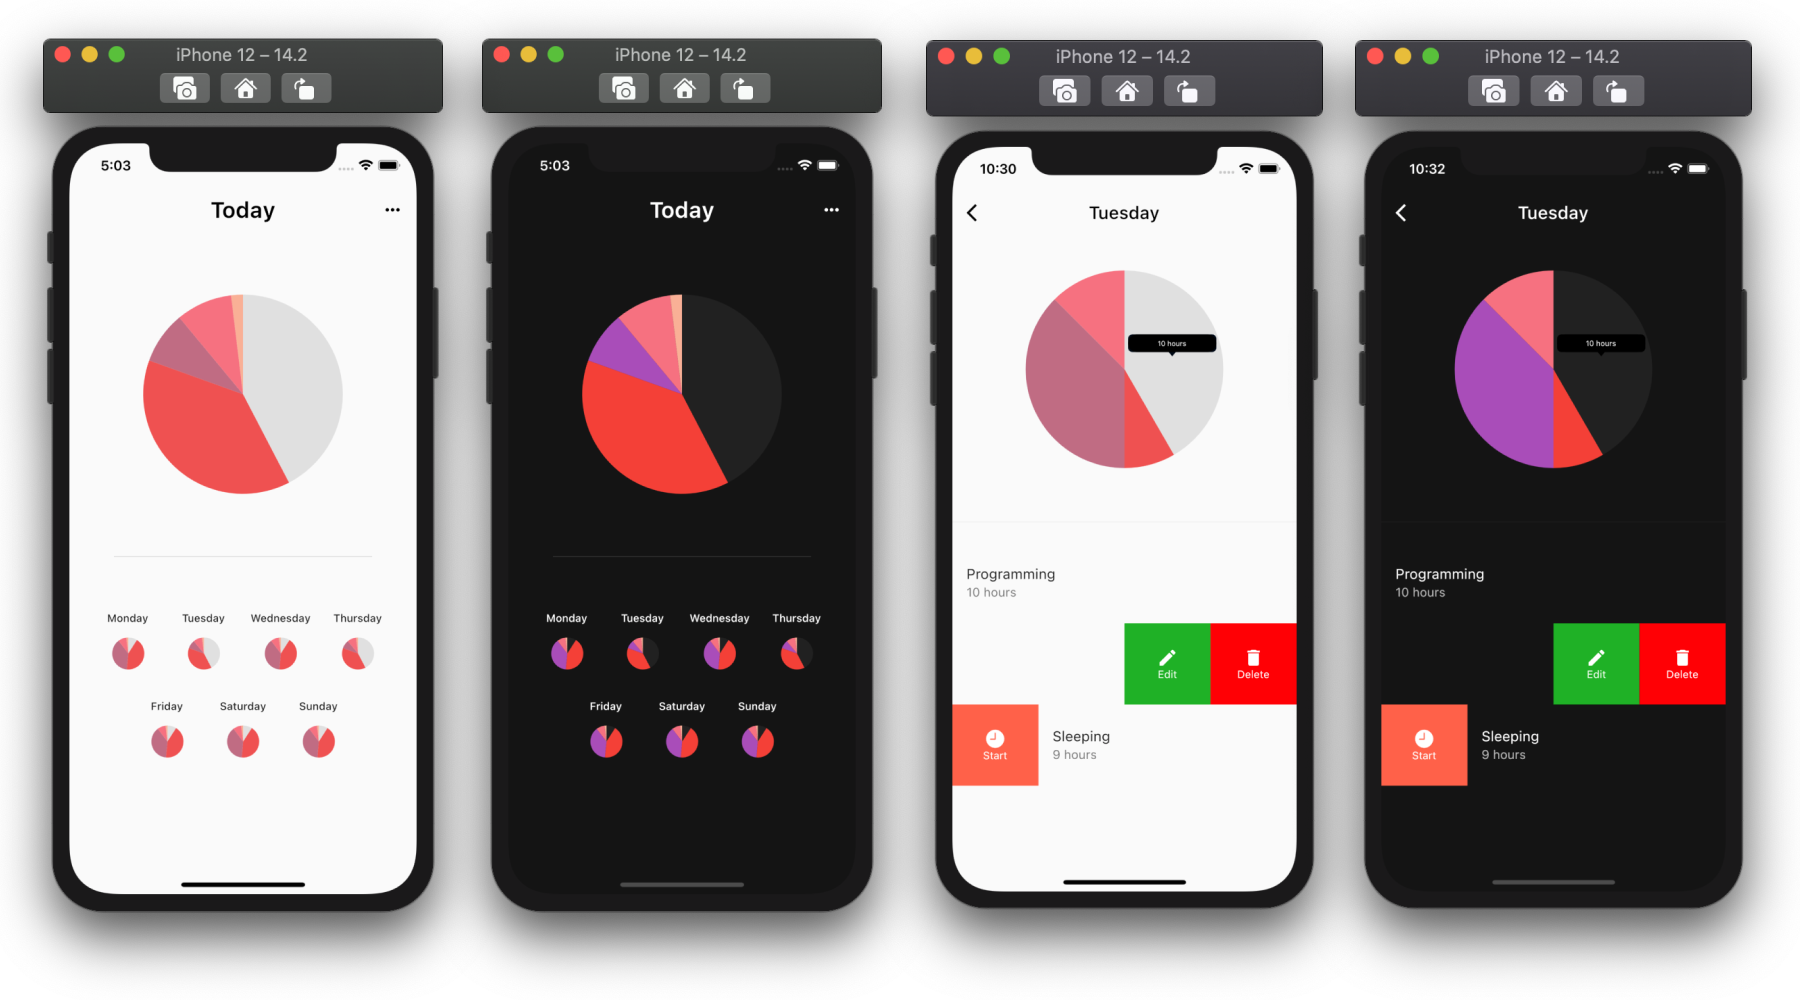 iPhone 12 – 14.2
5:03
Today
Monday Tuesday Wednesday Thursday
Friday Saturday Sunday
iPhone 12 – 14.2
5:03
Today
Monday Tuesday Wednesday Thursday
Friday Saturday Sunday
iPhone 12 – 14.2
10:30
Tuesday
10 hours
Programming
10 hours
Edit Delete
Start
Sleeping
9 hours
iPhone 12 – 14.2
10:32
Tuesday
10 hours
Programming
10 hours
Edit Delete
Start
Sleeping
9 hours